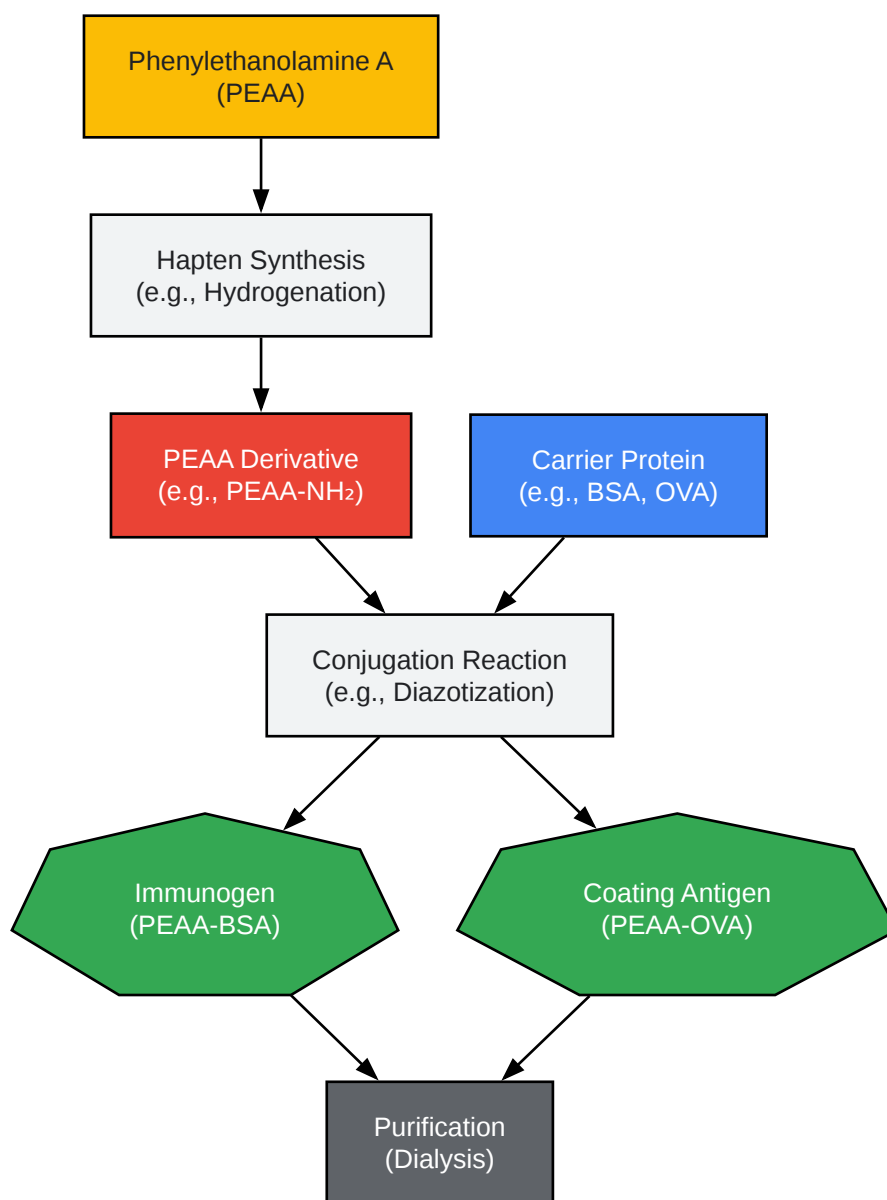 Phenylethanolamine A
(PEAA)
Hapten Synthesis
(e.g., Hydrogenation)
PEAA Derivative
(e.g., PEAA-NH₂)
Carrier Protein
(e.g., BSA, OVA)
Conjugation Reaction
(e.g., Diazotization)
Immunogen
(PEAA-BSA)
Coating Antigen
(PEAA-OVA)
Purification
(Dialysis)